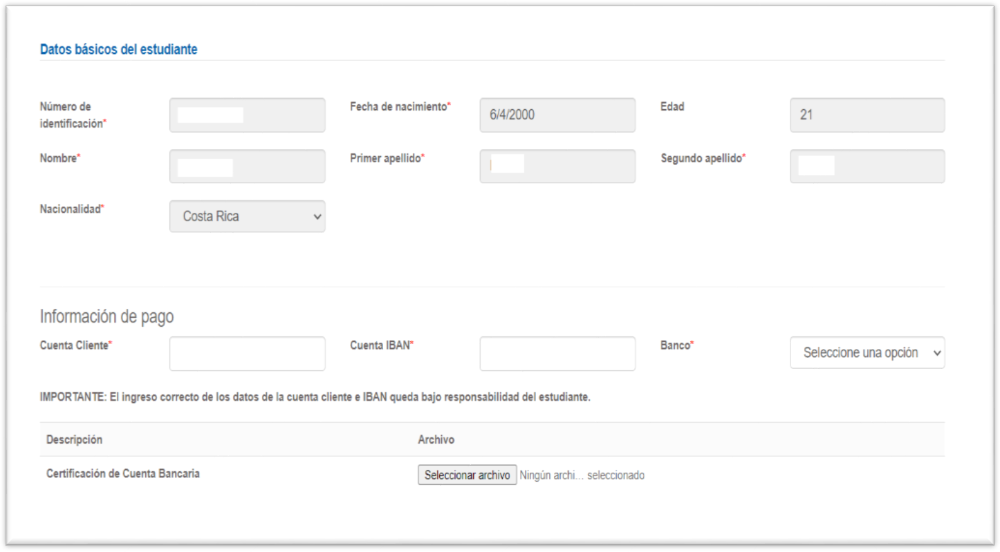 Datos básicos del estudiante
Número de identificación*
Fecha de nacimiento* 6/4/2000
Edad 21
Nombre*
Primer apellido*
Segundo apellido*
Nacionalidad* Costa Rica
Información de pago
Cuenta Cliente*
Cuenta IBAN*
Banco* Seleccione una opción
IMPORTANTE: El ingreso correcto de los datos de la cuenta cliente e IBAN queda bajo responsabilidad del estudiante.
Descripción Archivo
Certificación de Cuenta Bancaria Seleccionar archivo Ningún archi... seleccionado